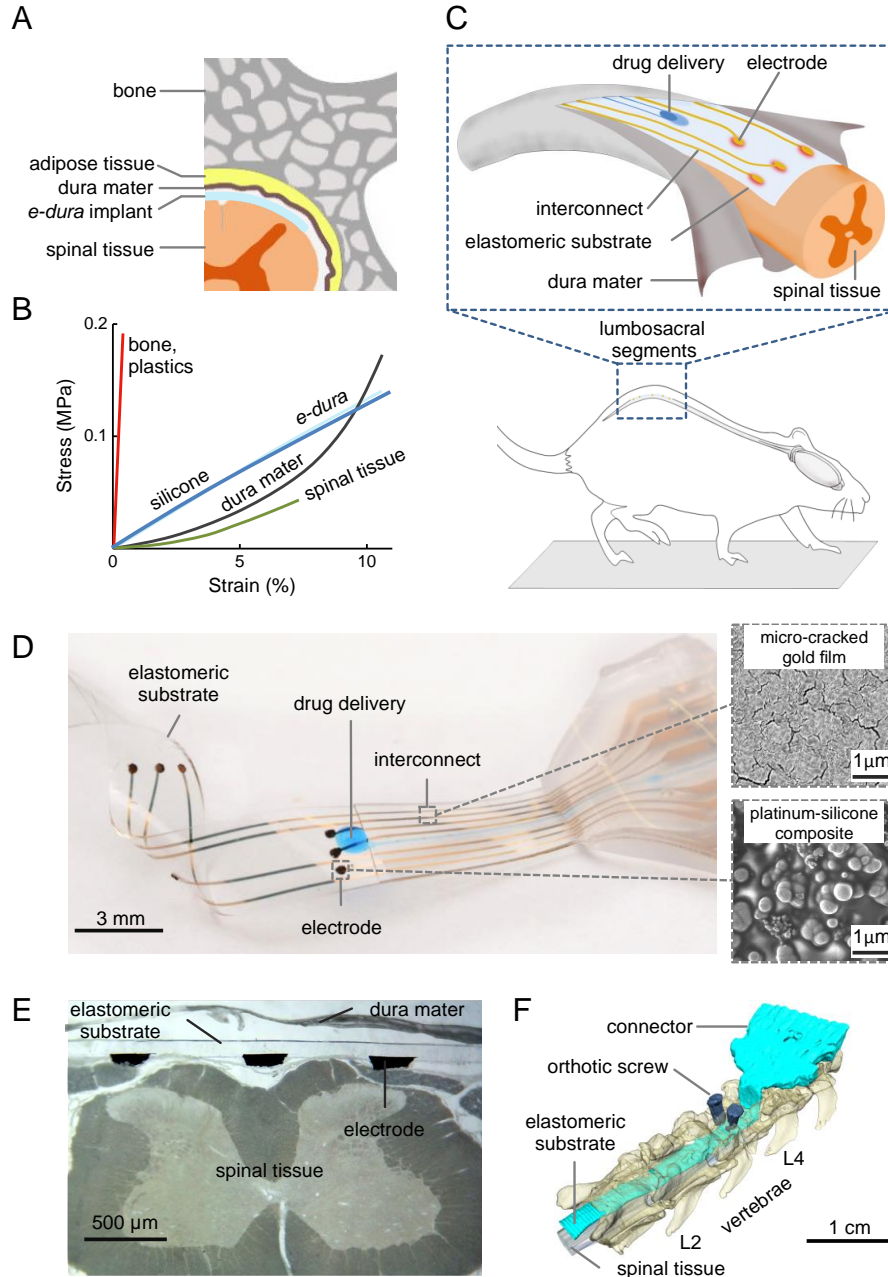 A
bone
adipose tissue
dura mater
e-dura implant
spinal tissue
B
0.2
0.1
0
0
5
10
Stress (MPa)
Strain (%)
bone,
plastics
silicone
e-dura
dura mater
spinal tissue
C
drug delivery
electrode
interconnect
elastomeric substrate
dura mater
spinal tissue
lumbosacral
segments
D
elastomeric
substrate
drug delivery
interconnect
electrode
3 mm
micro-cracked
gold film
1μm
platinum-silicone
composite
1μm
E
elastomeric
substrate
dura mater
electrode
spinal tissue
500 μm
F
connector
orthotic screw
elastomeric
substrate
L4
vertebrae
L2
spinal tissue
1 cm